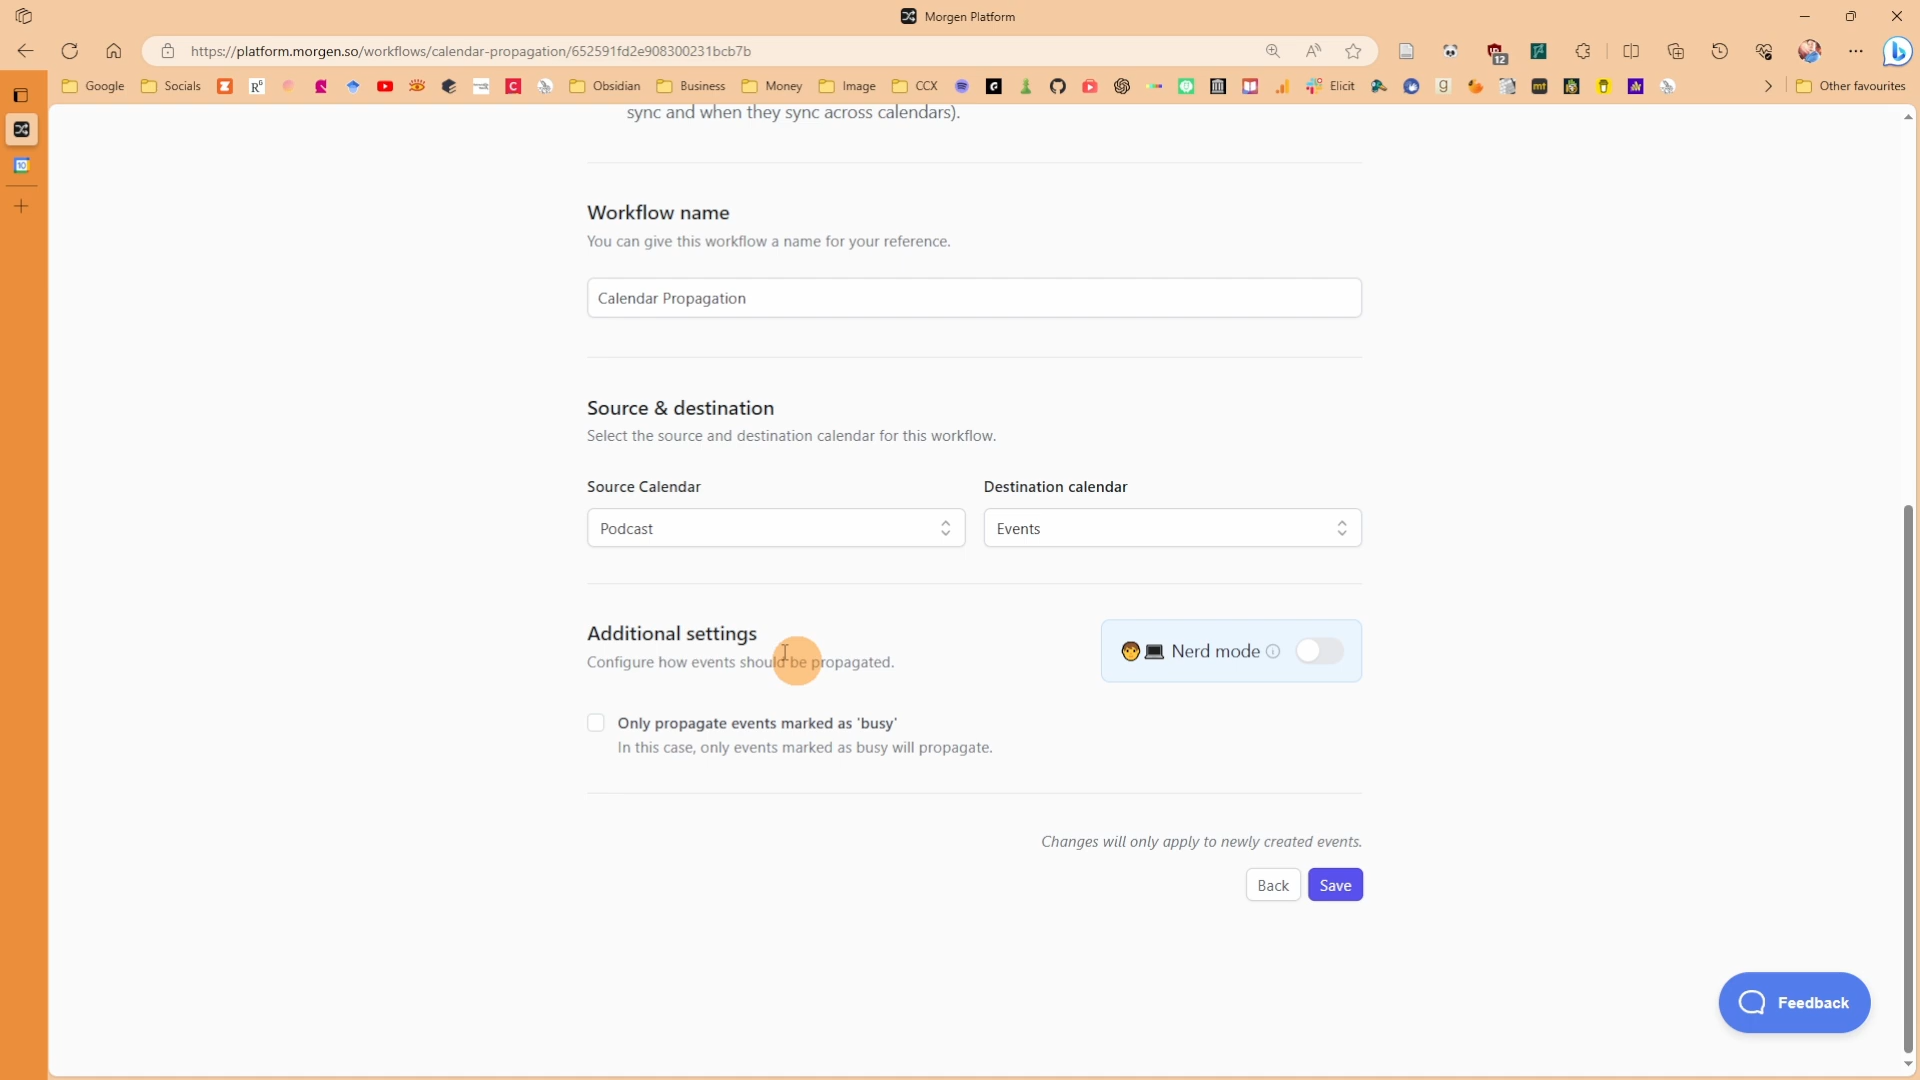 Morgen Platform
https://platform.morgen.so/workflows/calendar-propagation/652591fd2e908300231bcb7b
12
Google Socials Obsidian Business Money Image CCX Elicit Other favourites
sync and when they sync across calendars).
Workflow name
You can give this workflow a name for your reference.
Calendar Propagation
Source & destination
Select the source and destination calendar for this workflow.
Source Calendar Destination calendar
Podcast Events
Additional settings
Configure how events should be propagated.
Nerd mode
Only propagate events marked as 'busy'
In this case, only events marked as busy will propagate.
Changes will only apply to newly created events.
Back Save
Feedback